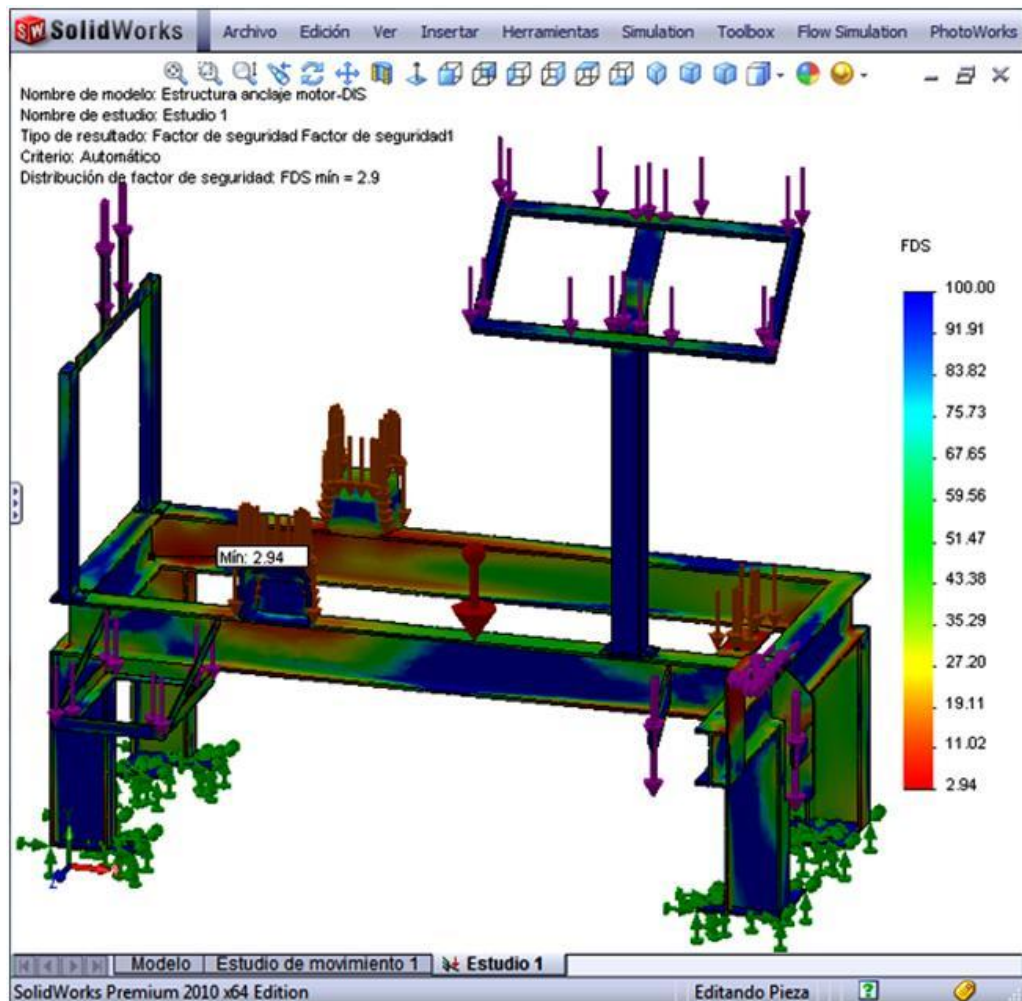 SolidWorks Archivo Edición Ver Insertar Herramientas Simulation Toolbox Flow Simulation PhotoWorks
Nombre de modelo: Estructura anclaje motor-DIS
Nombre de estudio: Estudio 1
Tipo de resultado: Factor de seguridad Factor de seguridad1
Criterio: Automático
Distribución de factor de seguridad: FDS mín = 2.9
FDS
100.00
91.91
83.82
75.73
67.65
59.56
51.47
43.38
35.29
27.20
19.11
11.02
2.94
Mín: 2.94
Modelo Estudio de movimiento 1 Estudio 1
SolidWorks Premium 2010 x64 Edition Editando Pieza